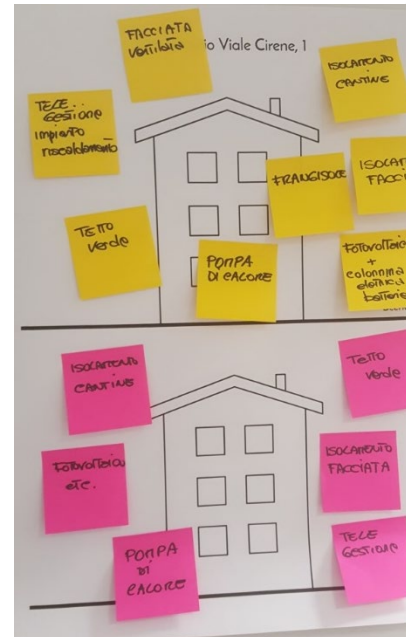 FACCIATA
VENTILATA
io Viale Cirene, 1
ISOLAMENTO
CANTINE
TELE...
GESTIONE
impianto
riscaldamento
FRANGISOLE
ISOLA
FACCI
TETTO
verde
POMPA
DI CALORE
FOTOVOLTAICO
+
colonnina
elettrica
batterie
ISOLAMENTO
CANTINE
TETTO
verde
FOTOVOLTAICO
etc.
ISOLAMENTO
FACCIATA
POMPA
DI
CALORE
TELE
GESTIONE